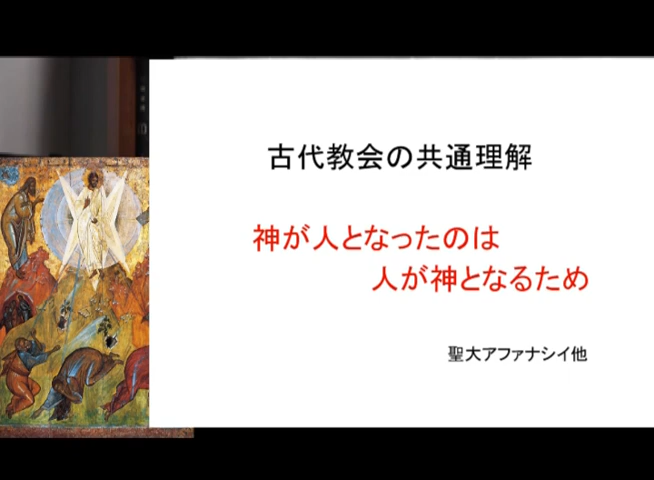 古代教会の共通理解
神が人となったのは
人が神となるため
聖大アファナシイ他